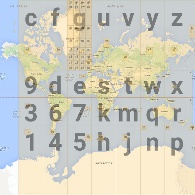 c f g u v y z
9 d e s t w x
3 6 7 k m q r
1 4 5 h j n p